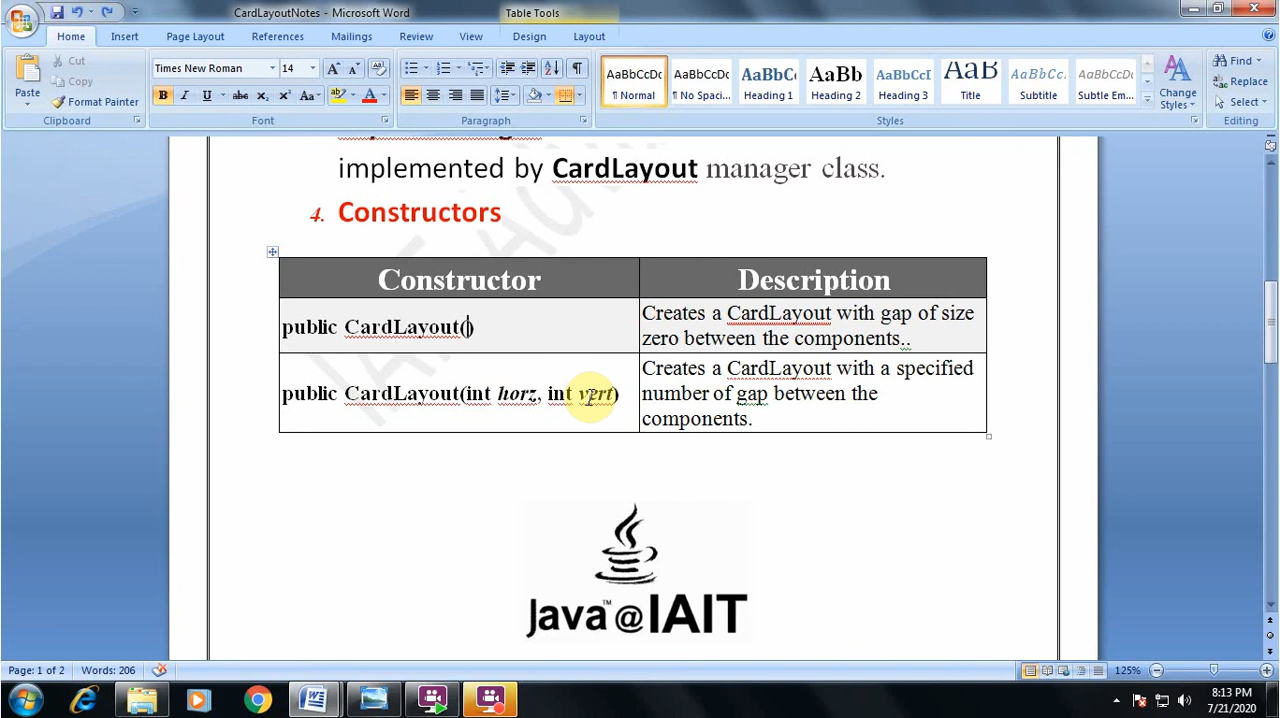 CardLayoutNotes - Microsoft Word
Table Tools
Home Insert Page Layout References Mailings Review View Design Layout
Paste
Cut
Copy
Format Painter
Clipboard
Times New Roman 14
Font
Paragraph
AaBbCcDc AaBbCcDc AaBbC AaBb AaBbCcI AaB AaBbCcDc AaBbCcDc
¶ Normal ¶ No Spaci... Heading 1 Heading 2 Heading 3 Title Subtitle Subtle Em...
Change Styles
Styles
Find
Replace
Select
Editing
implemented by CardLayout manager class.
4. Constructors
Constructor Description
public CardLayout()
Creates a CardLayout with gap of size
zero between the components..
public CardLayout(int horz, int vert)
Creates a CardLayout with a specified
number of gap between the
components.
Java™@IAIT
Page: 1 of 2 Words: 206 125%
8:13 PM
7/21/2020